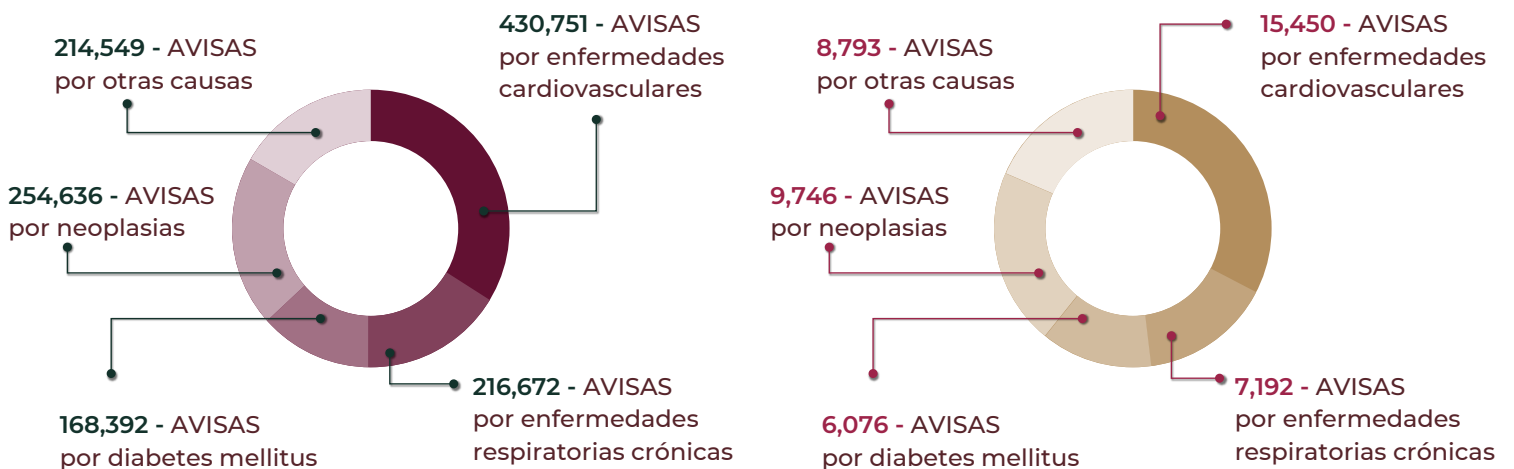 430,751 - AVISAS
por enfermedades
cardiovasculares
214,549 - AVISAS
por otras causas
254,636 - AVISAS
por neoplasias
168,392 - AVISAS
por diabetes mellitus
216,672 - AVISAS
por enfermedades
respiratorias crónicas
15,450 - AVISAS
por enfermedades
cardiovasculares
8,793 - AVISAS
por otras causas
9,746 - AVISAS
por neoplasias
6,076 - AVISAS
por diabetes mellitus
7,192 - AVISAS
por enfermedades
respiratorias crónicas